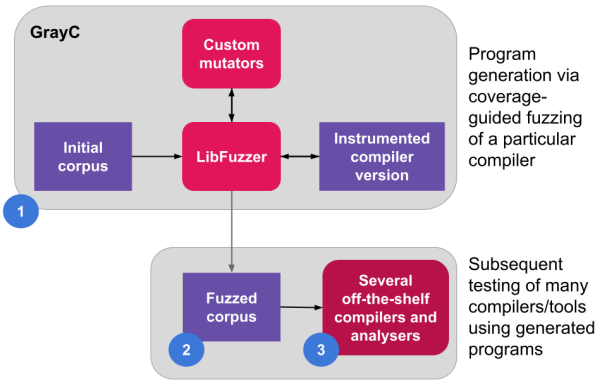 GrayC
Custom
mutators
Initial
corpus
LibFuzzer
Instrumented
compiler
version
1
Program
generation via
coverage-
guided fuzzing
of a particular
compiler
Fuzzed
corpus
2
Several
off-the-shelf
compilers and
analysers
3
Subsequent
testing of many
compilers/tools
using generated
programs